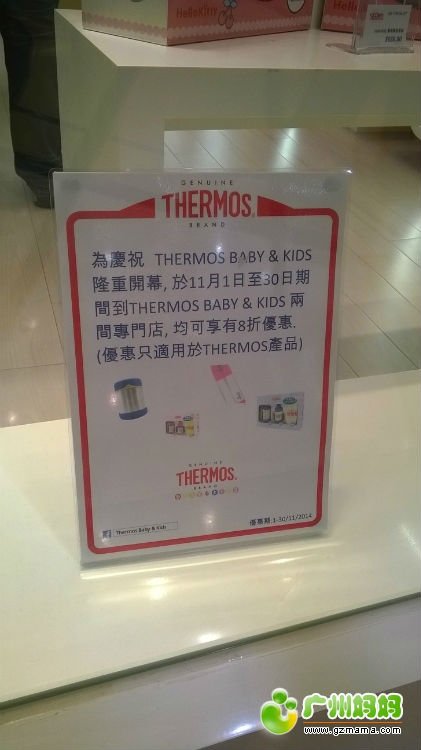 HelloKitty
Hello
GENUINE
THERMOS
BRAND
為慶祝 THERMOS BABY & KIDS
隆重開幕, 於11月1日至30日期
間到THERMOS BABY & KIDS 兩
間專門店, 均可享有8折優惠.
(優惠只適用於THERMOS產品)
GENUINE
THERMOS
BRAND
Thermos Baby & Kids
優惠期:1-30/11/2014
广州妈妈
www.gzmama.com